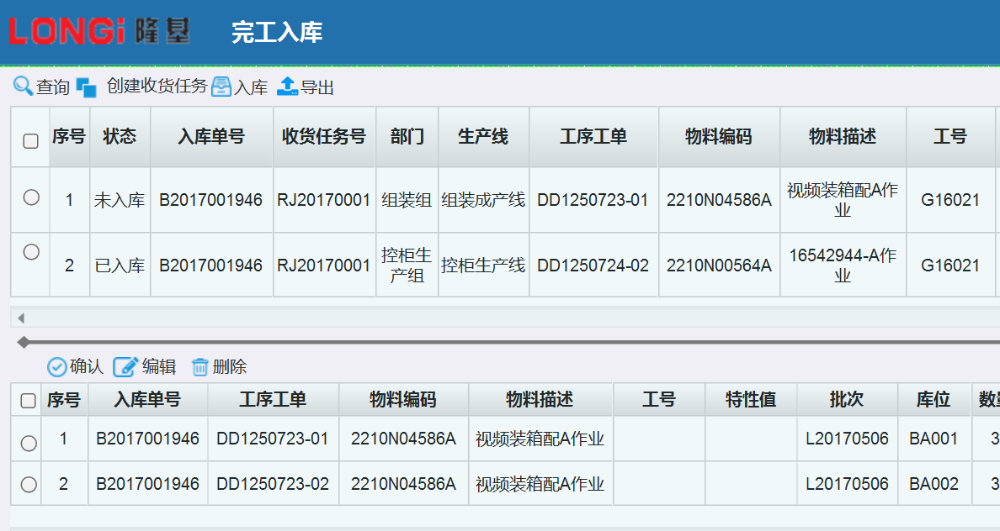 LONGi 隆基 完工入库
查询 创建收货任务 入库 导出
序号 状态 入库单号 收货任务号 部门 生产线 工序工单 物料编码 物料描述 工号
1 未入库 B2017001946 RJ20170001 组装组 组装成产线 DD1250723-01 2210N04586A 视频装箱配A作业 G16021
2 已入库 B2017001946 RJ20170001 控柜生产组 控柜生产线 DD1250724-02 2210N00564A 16542944-A作业 G16021
确认 编辑 删除
序号 入库单号 工序工单 物料编码 物料描述 工号 特性值 批次 库位
1 B2017001946 DD1250723-01 2210N04586A 视频装箱配A作业 L20170506 BA001 3
2 B2017001946 DD1250723-02 2210N04586A 视频装箱配A作业 L20170506 BA002 3